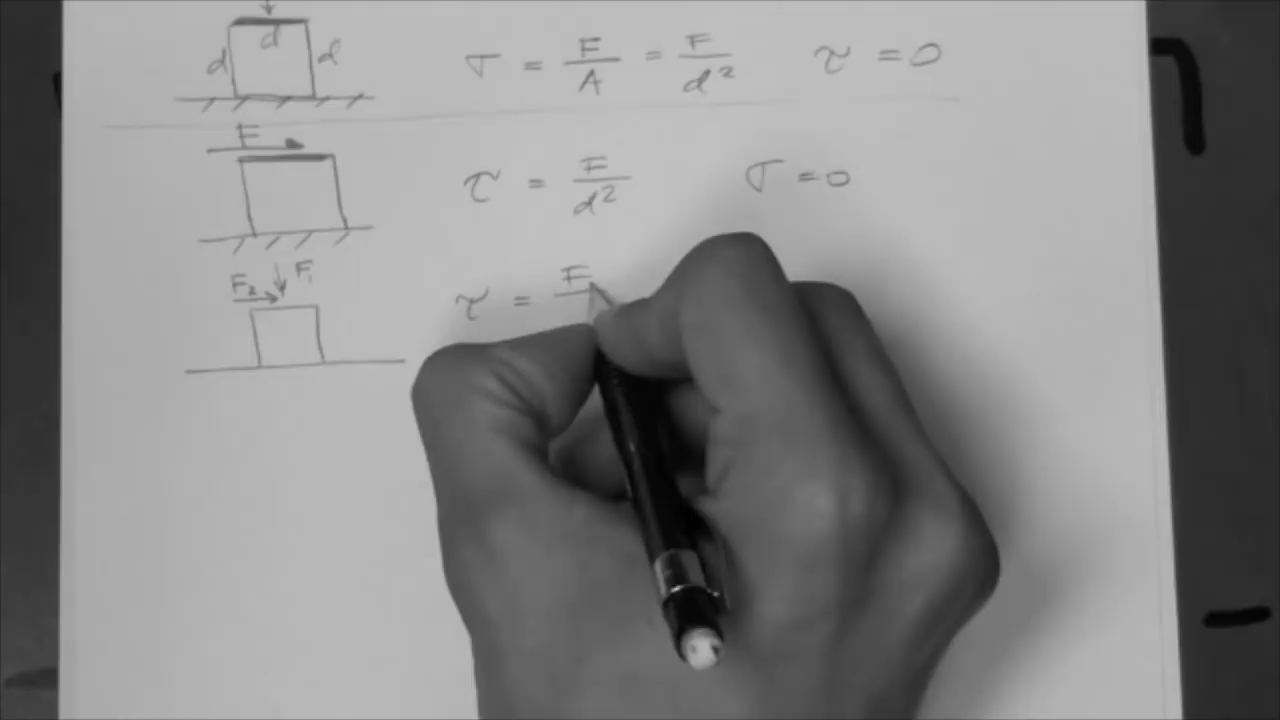 d d d σ = F/A = F/d² τ = 0
F
τ = F/d² σ = 0
F₂ F₁
τ = F